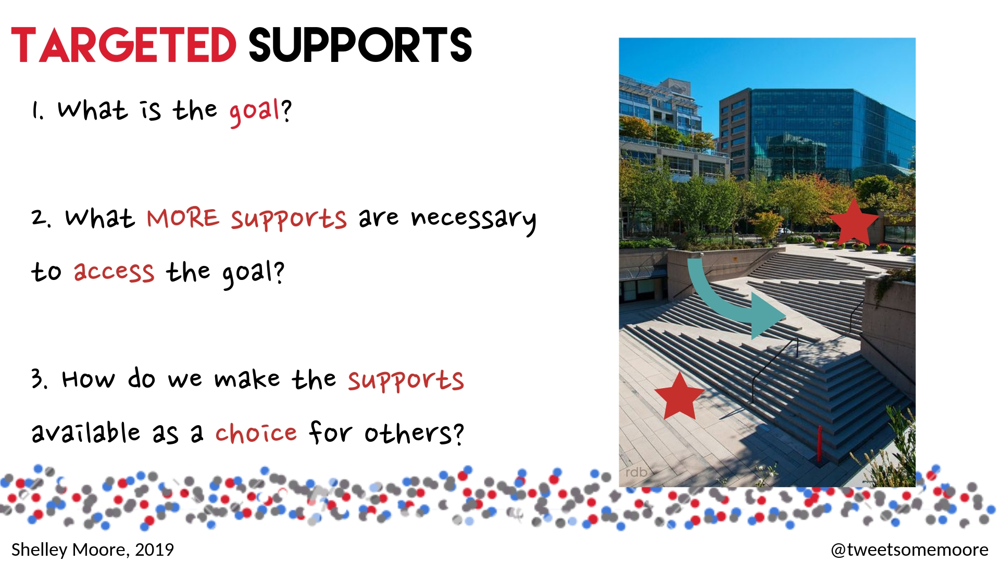 TARGETED SUPPORTS
1. What is the goal?
2. What MORE supports are necessary
to access the goal?
3. How do we make the supports
available as a choice for others?
rdb
Shelley Moore, 2019
@tweetsomemoore